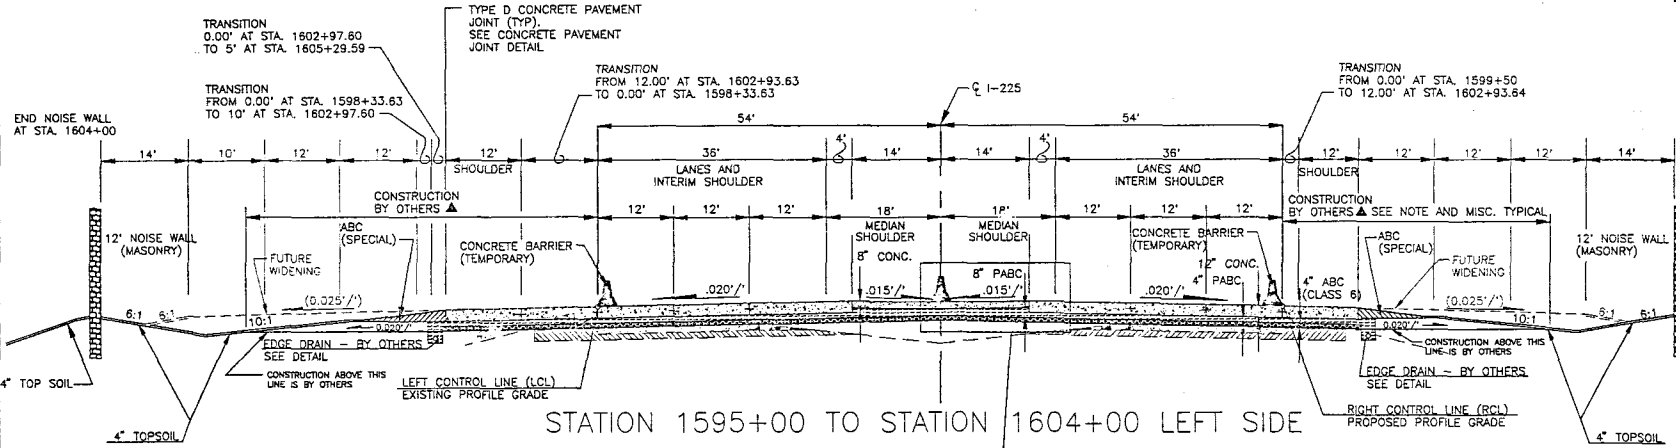 TRANSITION
0.00' AT STA. 1602+97.60
TO 5' AT STA. 1605+29.59
TYPE D CONCRETE PAVEMENT
JOINT (TYP).
SEE CONCRETE PAVEMENT
JOINT DETAIL
TRANSITION
FROM 0.00' AT STA. 1598+33.63
TO 10' AT STA. 1602+97.60
TRANSITION
FROM 12.00' AT STA. 1602+93.63
TO 0.00' AT STA. 1598+33.63
℄ I-225
TRANSITION
FROM 0.00' AT STA. 1599+50
TO 12.00' AT STA. 1602+93.64
END NOISE WALL
AT STA. 1604+00
54' 54'
14' 10' 12' 12' 12' 36' 4' 14' 14' 4' 36' 12' 12' 12' 12' 14'
SHOULDER
LANES AND
INTERIM SHOULDER
LANES AND
INTERIM SHOULDER
SHOULDER
CONSTRUCTION
BY OTHERS ▲
CONSTRUCTION
BY OTHERS ▲ SEE NOTE AND MISC. TYPICAL
12' 12' 12' 18' 18' 12' 12' 12'
MEDIAN
SHOULDER
MEDIAN
SHOULDER
12' NOISE WALL
(MASONRY)
ABC
(SPECIAL)
FUTURE
WIDENING
CONCRETE BARRIER
(TEMPORARY)
8" CONC.
8" PABC
CONCRETE BARRIER
(TEMPORARY)
12" CONC.
4" PABC
4" ABC
(CLASS 6)
ABC
(SPECIAL)
FUTURE
WIDENING
12' NOISE WALL
(MASONRY)
(0.025'/') .020'/' .015'/' .015'/' .020'/' (0.025'/')
6:1 6:1 10:1 0.020'/' 0.020'/' 10:1 6:1 6:1
EDGE DRAIN - BY OTHERS
SEE DETAIL
CONSTRUCTION ABOVE THIS
LINE IS BY OTHERS
CONSTRUCTION ABOVE THIS
LINE IS BY OTHERS
EDGE DRAIN - BY OTHERS
SEE DETAIL
4" TOP SOIL
LEFT CONTROL LINE (LCL)
EXISTING PROFILE GRADE
RIGHT CONTROL LINE (RCL)
PROPOSED PROFILE GRADE
STATION 1595+00 TO STATION 1604+00 LEFT SIDE
4" TOPSOIL
4" TOPSOIL